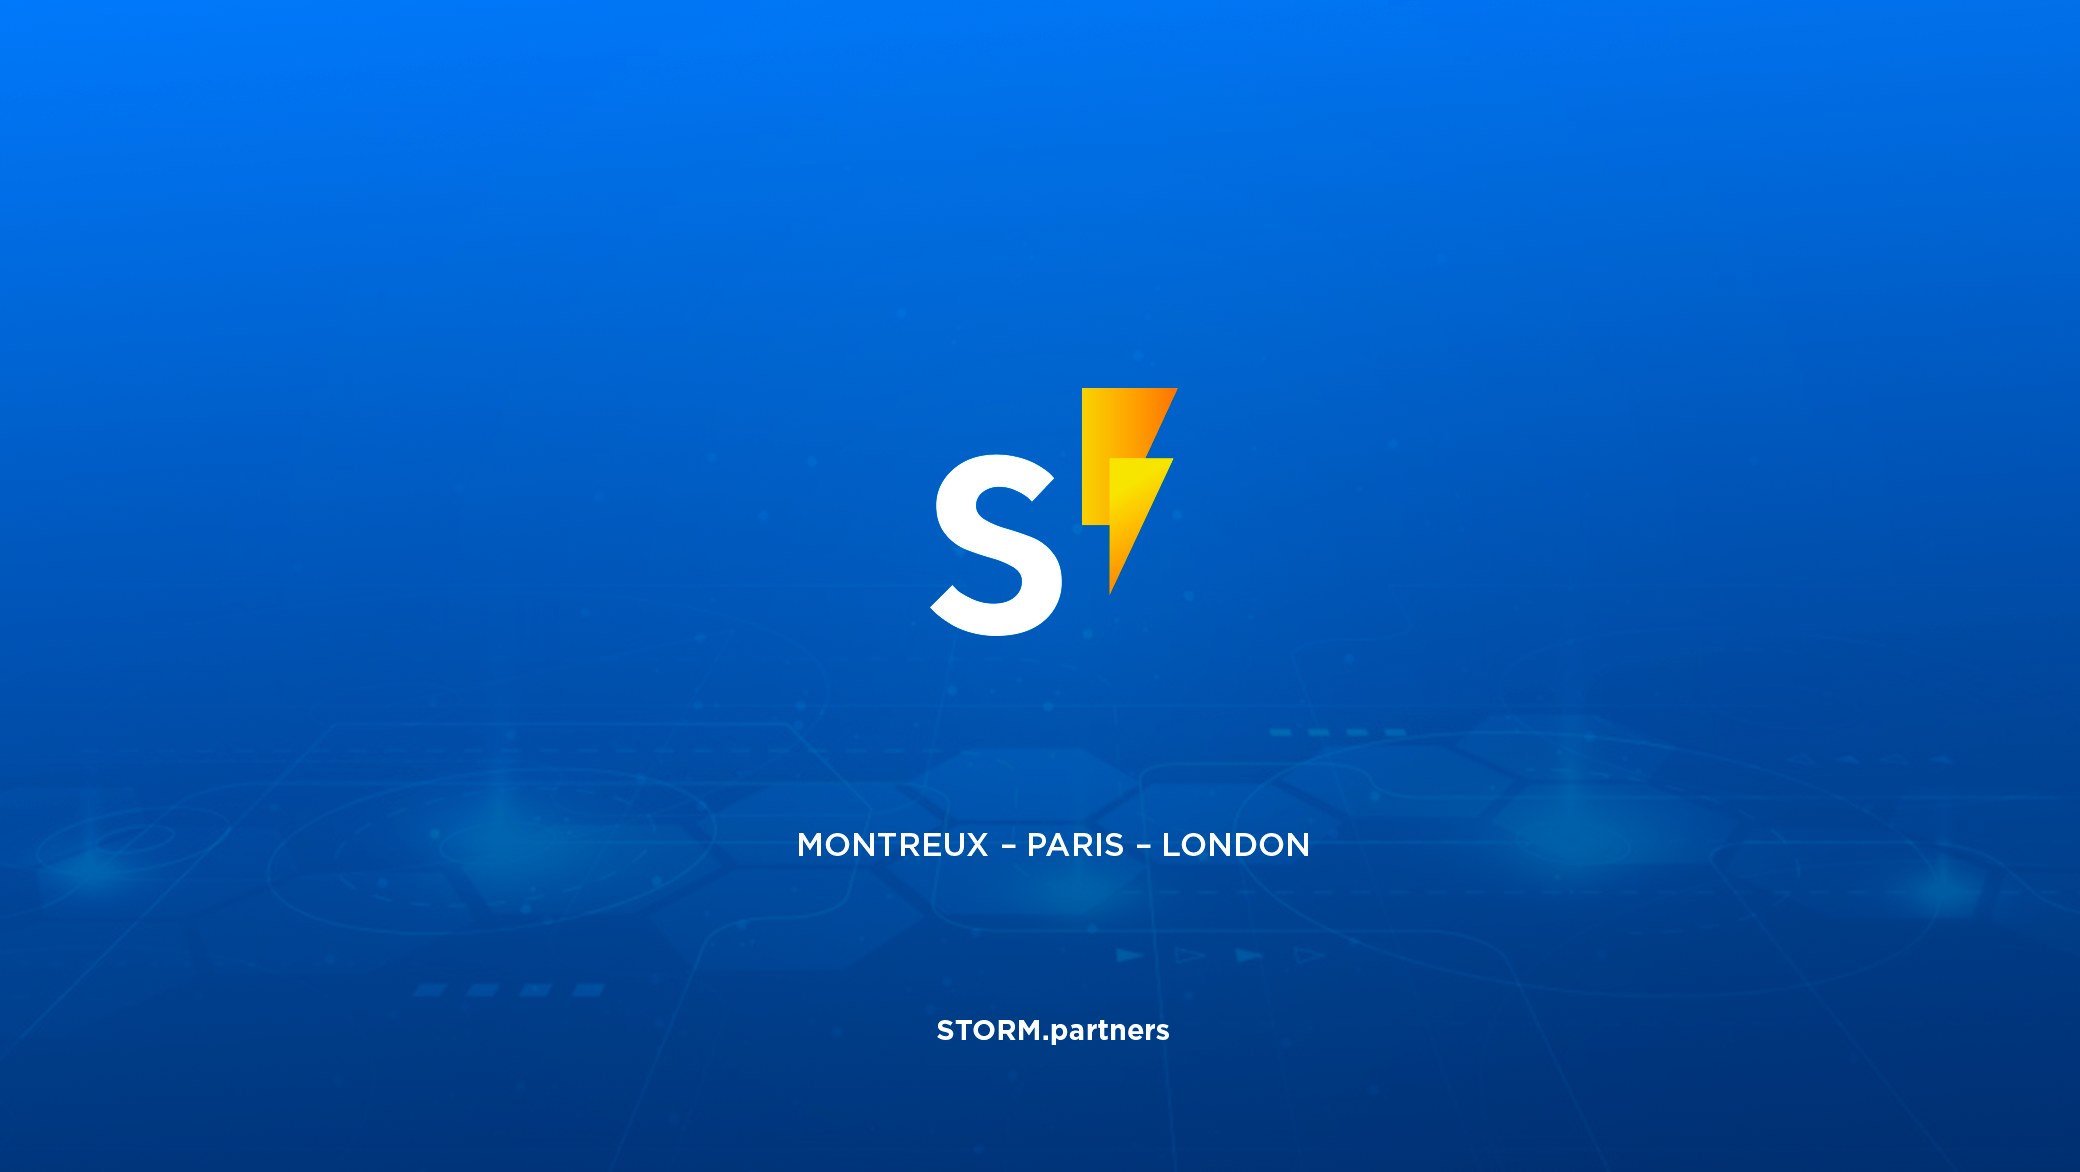 S
MONTREUX – PARIS – LONDON
STORM.partners